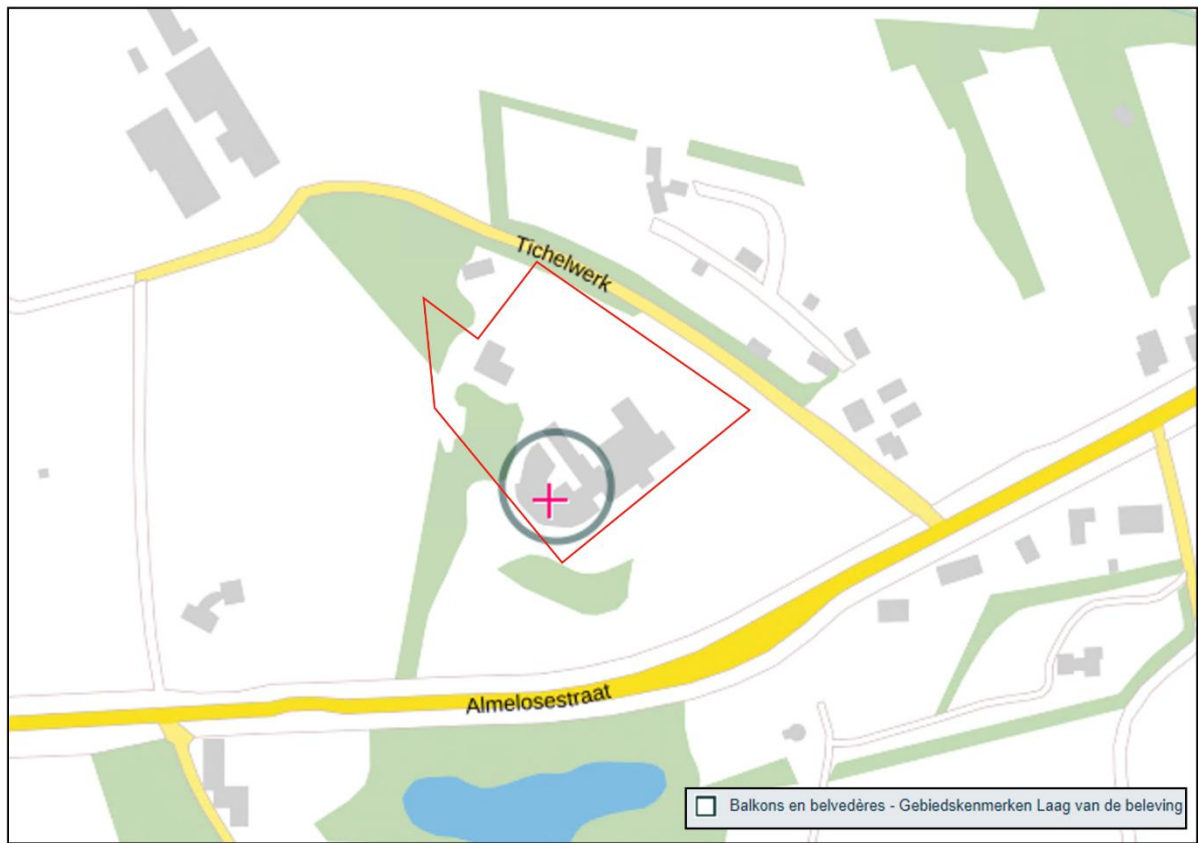 Tichelwerk
Almelosestraat
Balkons en belvedères - Gebiedskenmerken Laag van de beleving